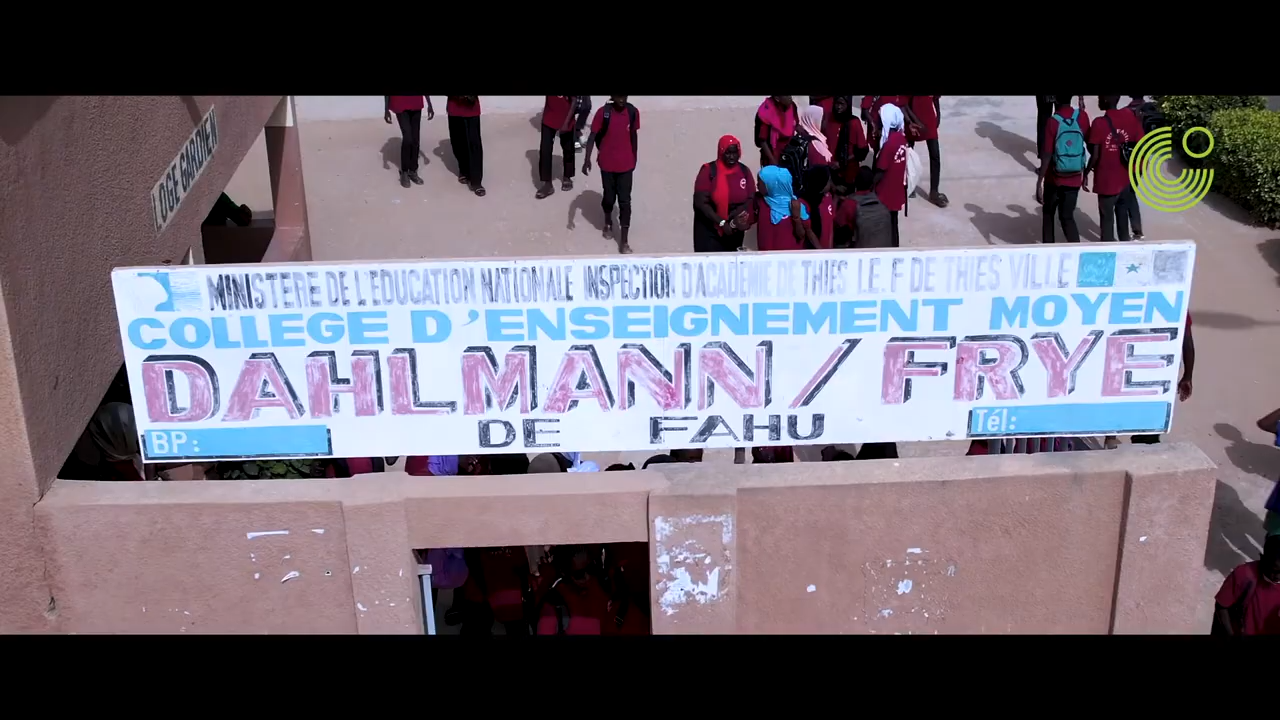 LOGE GARDIEN
MINISTERE DE L'EDUCATION NATIONALE INSPECTION D'ACADEMIE DE THIES I.E.F DE THIES VILLE
COLLEGE D'ENSEIGNEMENT MOYEN
DAHLMANN / FRYE
DE FAHU
BP:
Tél: